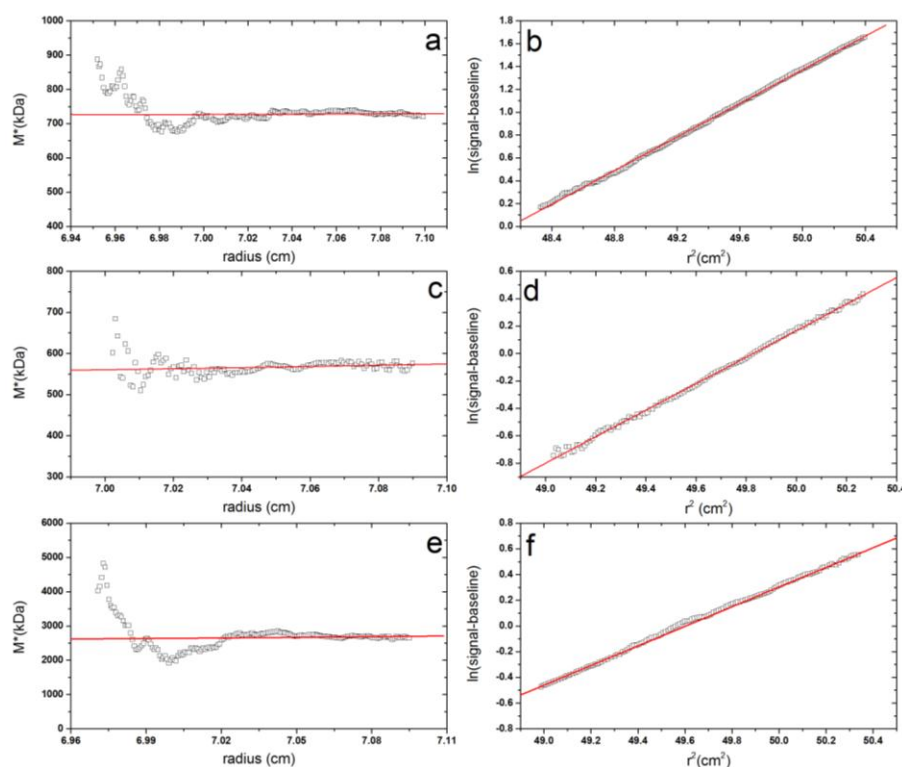 a
1000
900
800
700
600
500
400
M*(kDa)
6.94 6.96 6.98 7.00 7.02 7.04 7.06 7.08 7.10
radius (cm)
b
1.8
1.6
1.4
1.2
1.0
0.8
0.6
0.4
0.2
0.0
ln(signal-baseline)
48.4 48.8 49.2 49.6 50.0 50.4
r²(cm²)
c
800
700
600
500
400
300
M*(kDa)
7.00 7.02 7.04 7.06 7.08 7.10
radius (cm)
d
0.6
0.4
0.2
0.0
-0.2
-0.4
-0.6
-0.8
ln(signal-baseline)
49.0 49.2 49.4 49.6 49.8 50.0 50.2 50.4
r² (cm²)
e
6000
5000
4000
3000
2000
1000
0
M*(kDa)
6.96 6.99 7.02 7.05 7.08 7.11
radius (cm)
f
0.8
0.6
0.4
0.2
0.0
-0.2
-0.4
-0.6
-0.8
ln(signal-baseline)
49.0 49.2 49.4 49.6 49.8 50.0 50.2 50.4
r²(cm²)